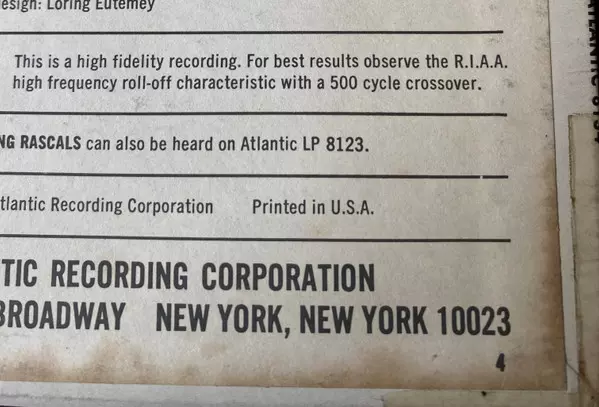 esign: Loring Eutemey
This is a high fidelity recording. For best results observe the R.I.A.A.
high frequency roll-off characteristic with a 500 cycle crossover.
NG RASCALS can also be heard on Atlantic LP 8123.
tlantic Recording Corporation Printed in U.S.A.
TIC RECORDING CORPORATION
BROADWAY NEW YORK, NEW YORK 10023
4